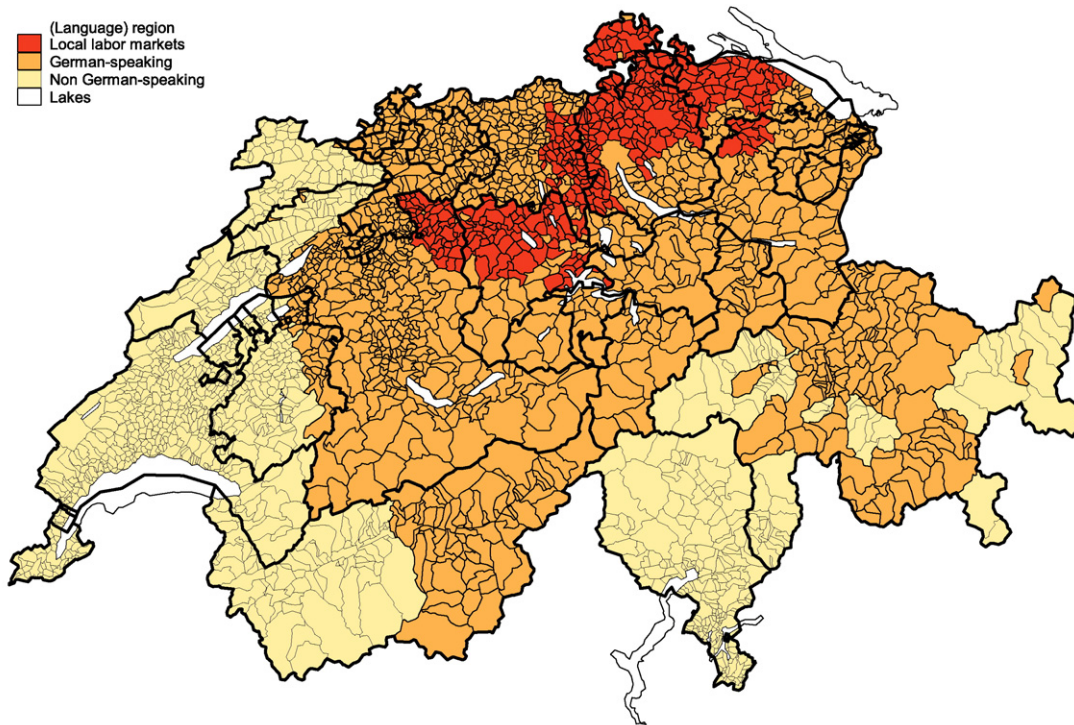 (Language) region
Local labor markets
German-speaking
Non German-speaking
Lakes